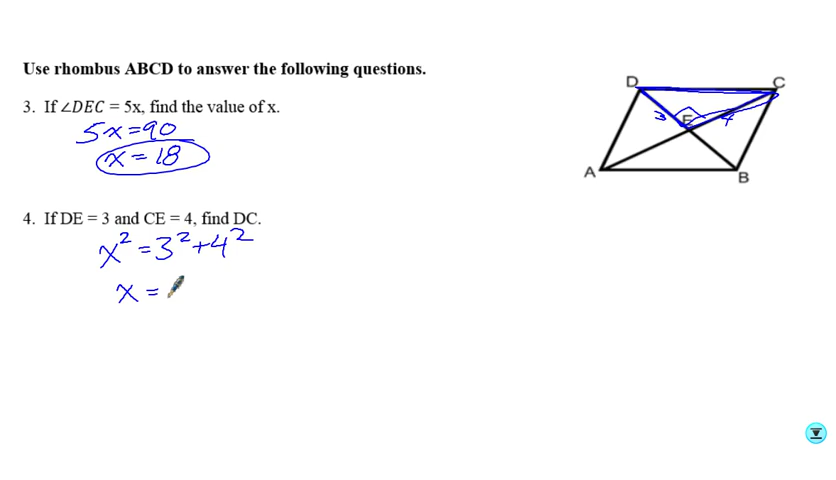 Use rhombus ABCD to answer the following questions.
3. If ∠DEC = 5x, find the value of x.
5x=90
x=18
4. If DE = 3 and CE = 4, find DC.
x²=3²+4²
x=
D
C
3
E
4
A
B